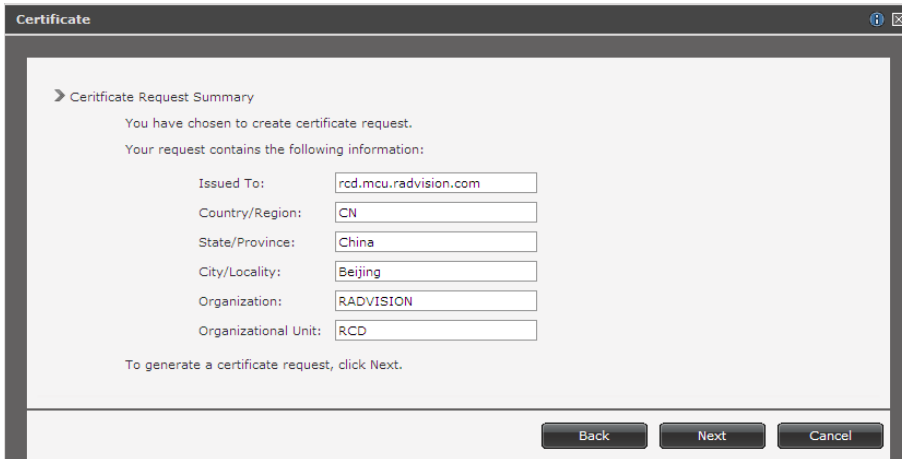 Certificate
Ceritficate Request Summary
You have chosen to create certificate request.
Your request contains the following information:
Issued To: rcd.mcu.radvision.com
Country/Region: CN
State/Province: China
City/Locality: Beijing
Organization: RADVISION
Organizational Unit: RCD
To generate a certificate request, click Next.
Back Next Cancel